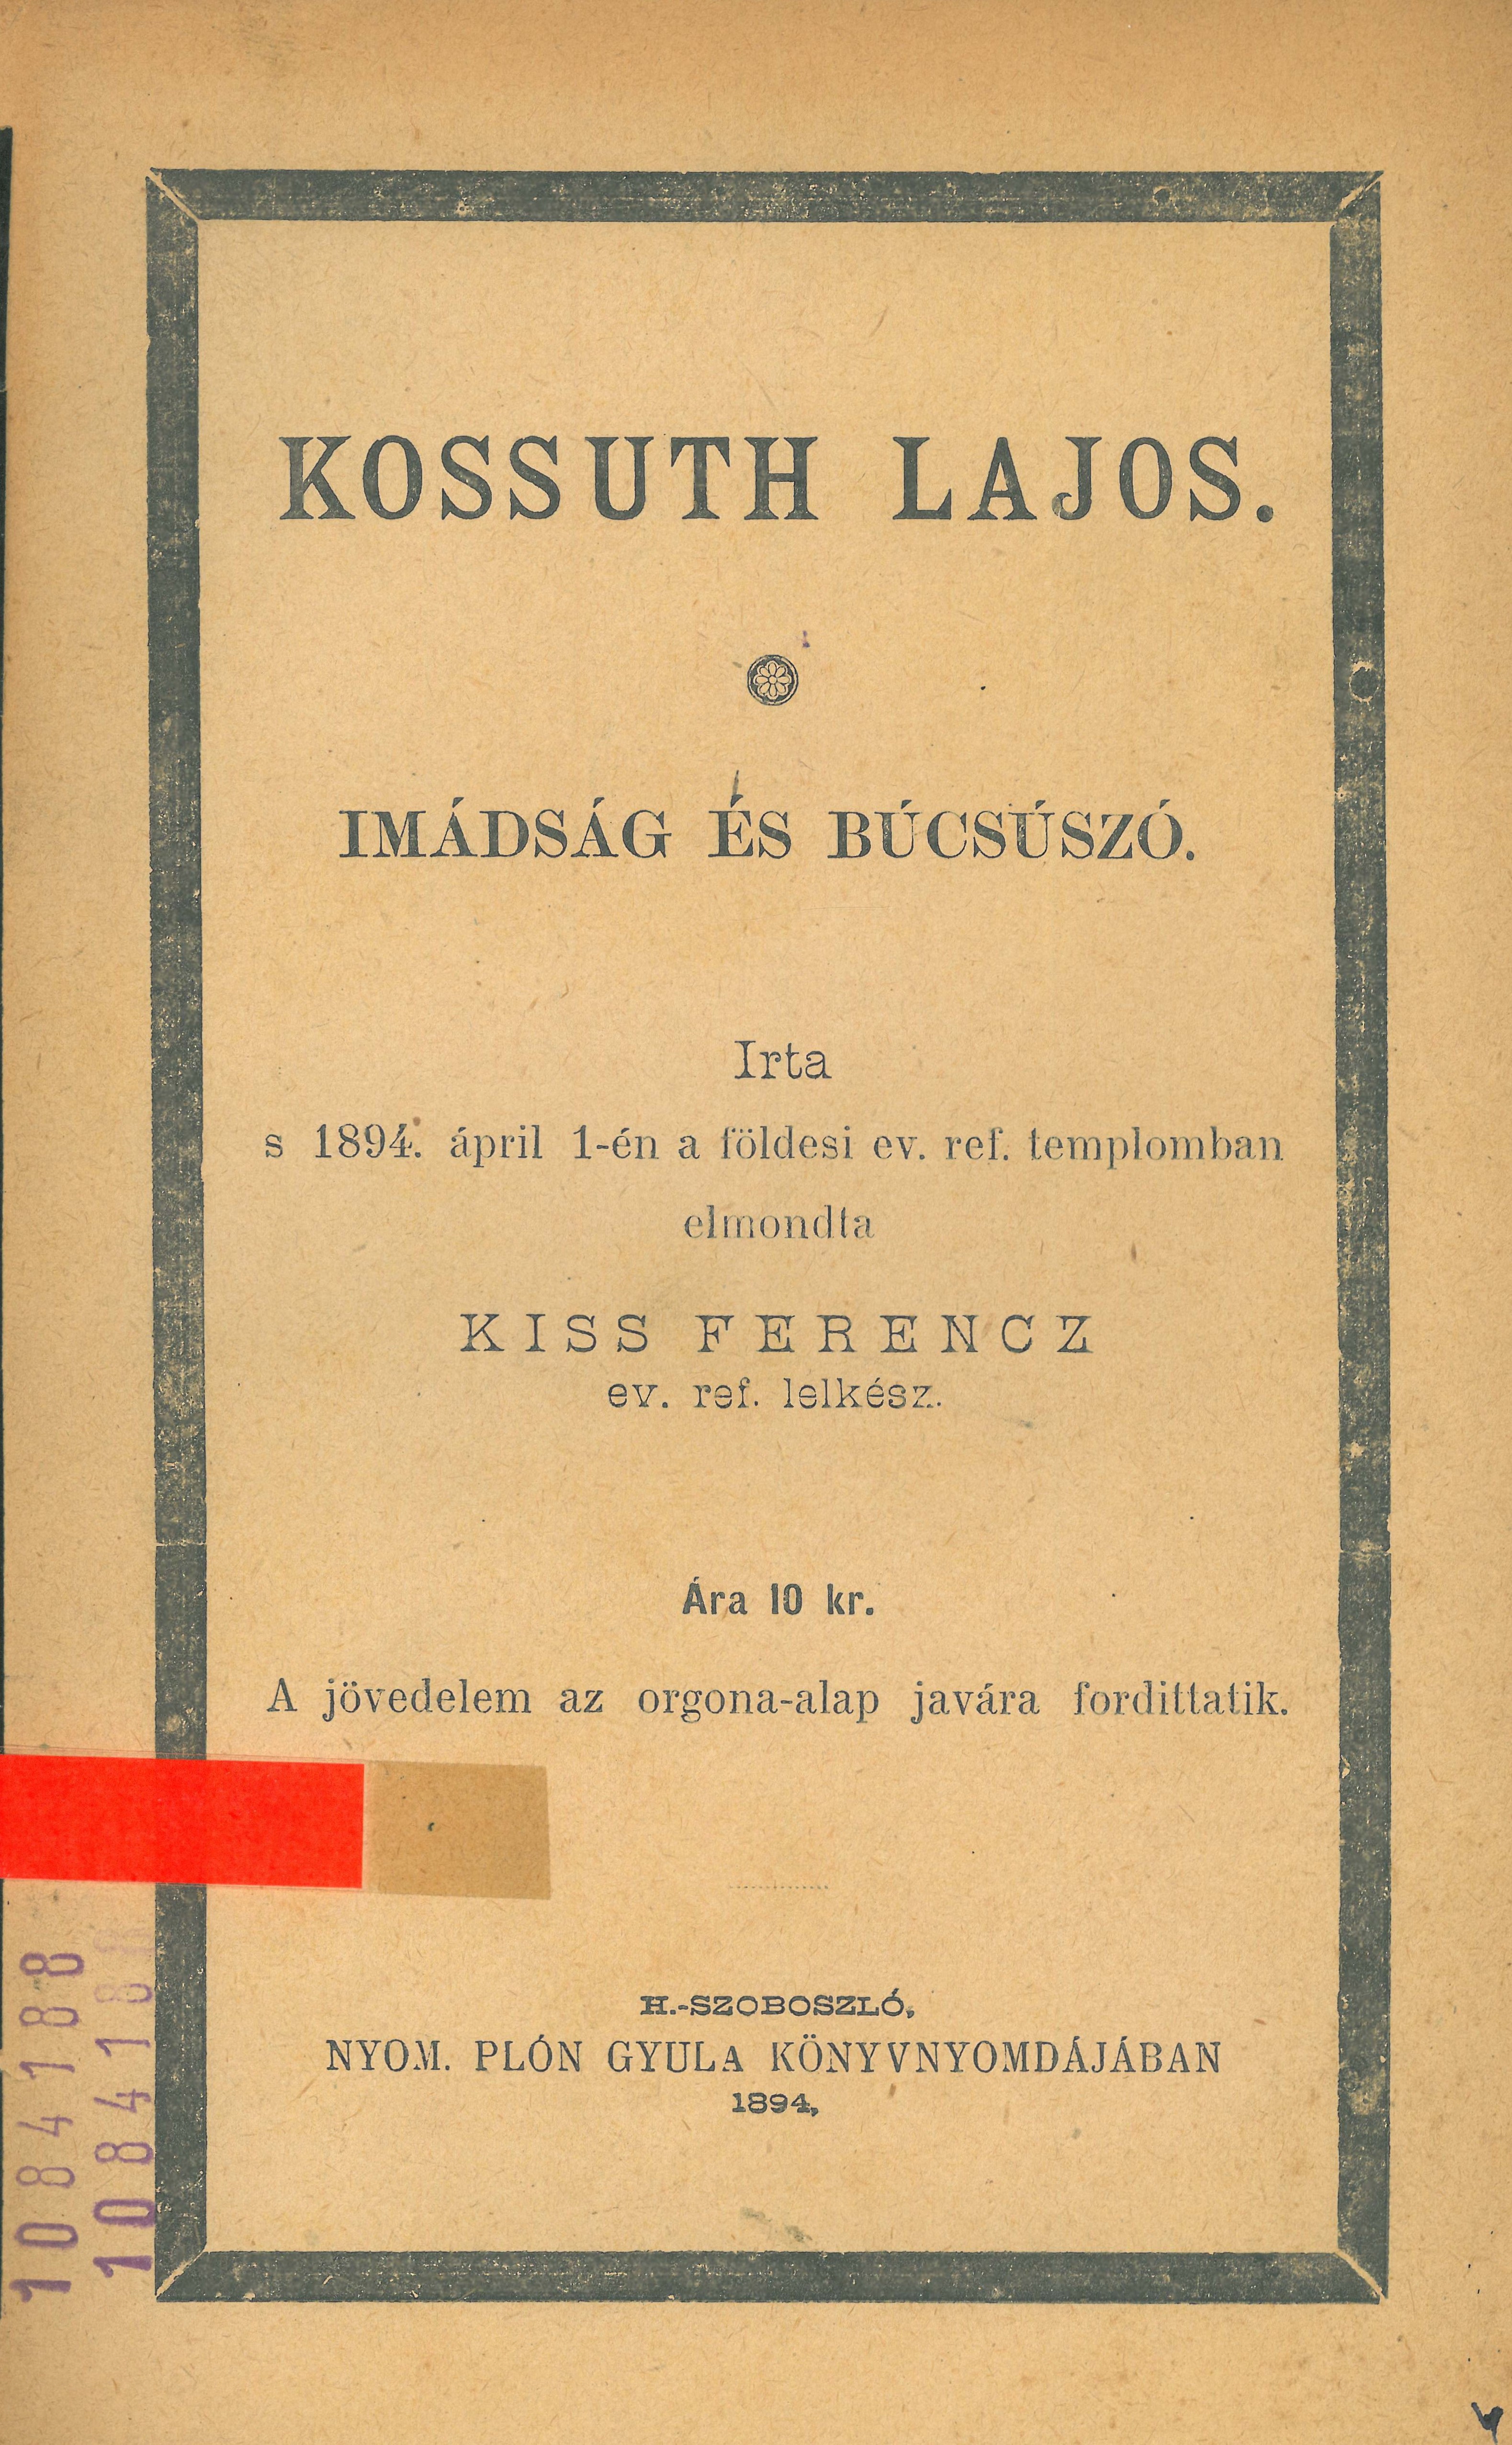 KOSSUTH LAJOS.
IMÁDSÁG ÉS BÚCSÚSZÓ.
Irta
s 1894. ápril 1-én a földesi ev. ref. templomban
elmondta
KISS FERENCZ
ev. ref. lelkész.
Ára 10 kr.
A jövedelem az orgona-alap javára fordittatik.
H.-SZOBOSZLÓ,
NYOM. PLÓN GYULA KÖNYVNYOMDÁJÁBAN
1894,
1084188
1084188